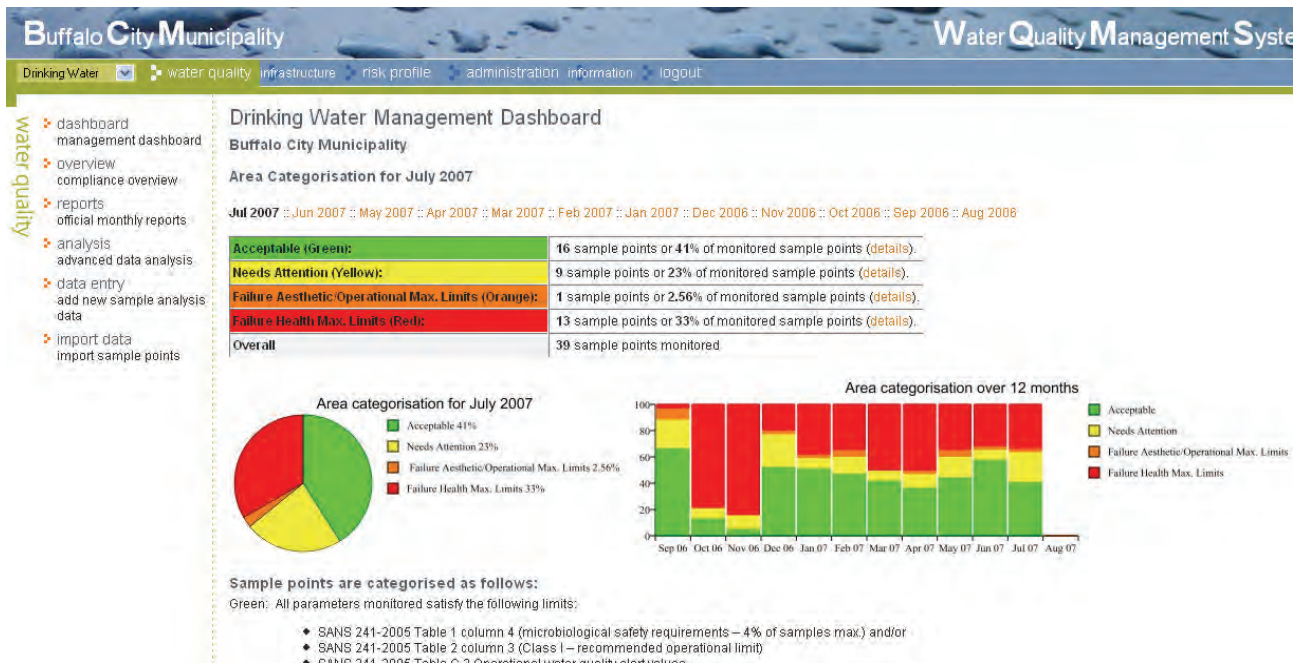 Buffalo City Municipality
Water Quality Management Syste
Drinking Water water quality infrastructure risk profile administration information logout
water quality
dashboard
management dashboard
overview
compliance overview
reports
official monthly reports
analysis
advanced data analysis
data entry
add new sample analysis
data
import data
import sample points
Drinking Water Management Dashboard
Buffalo City Municipality
Area Categorisation for July 2007
Jul 2007 :: Jun 2007 :: May 2007 :: Apr 2007 :: Mar 2007 :: Feb 2007 :: Jan 2007 :: Dec 2006 :: Nov 2006 :: Oct 2006 :: Sep 2006 :: Aug 2006
Acceptable (Green): 16 sample points or 41% of monitored sample points (details).
Needs Attention (Yellow): 9 sample points or 23% of monitored sample points (details).
Failure Aesthetic/Operational Max. Limits (Orange): 1 sample points or 2.56% of monitored sample points (details).
Failure Health Max. Limits (Red): 13 sample points or 33% of monitored sample points (details).
Overall 39 sample points monitored
Area categorisation for July 2007
Acceptable 41%
Needs Attention 23%
Failure Aesthetic/Operational Max. Limits 2.56%
Failure Health Max. Limits 33%
Area categorisation over 12 months
100
80
60
40
20
0
Sep 06 Oct 06 Nov 06 Dec 06 Jan 07 Feb 07 Mar 07 Apr 07 May 07 Jun 07 Jul 07 Aug 07
Acceptable
Needs Attention
Failure Aesthetic/Operational Max. Limits
Failure Health Max. Limits
Sample points are categorised as follows:
Green: All parameters monitored satisfy the following limits:
SANS 241-2005 Table 1 column 4 (microbiological safety requirements – 4% of samples max.) and/or
SANS 241-2005 Table 2 column 3 (Class I – recommended operational limit)
SANS 241-2005 Table C.2 Operational water quality alert values